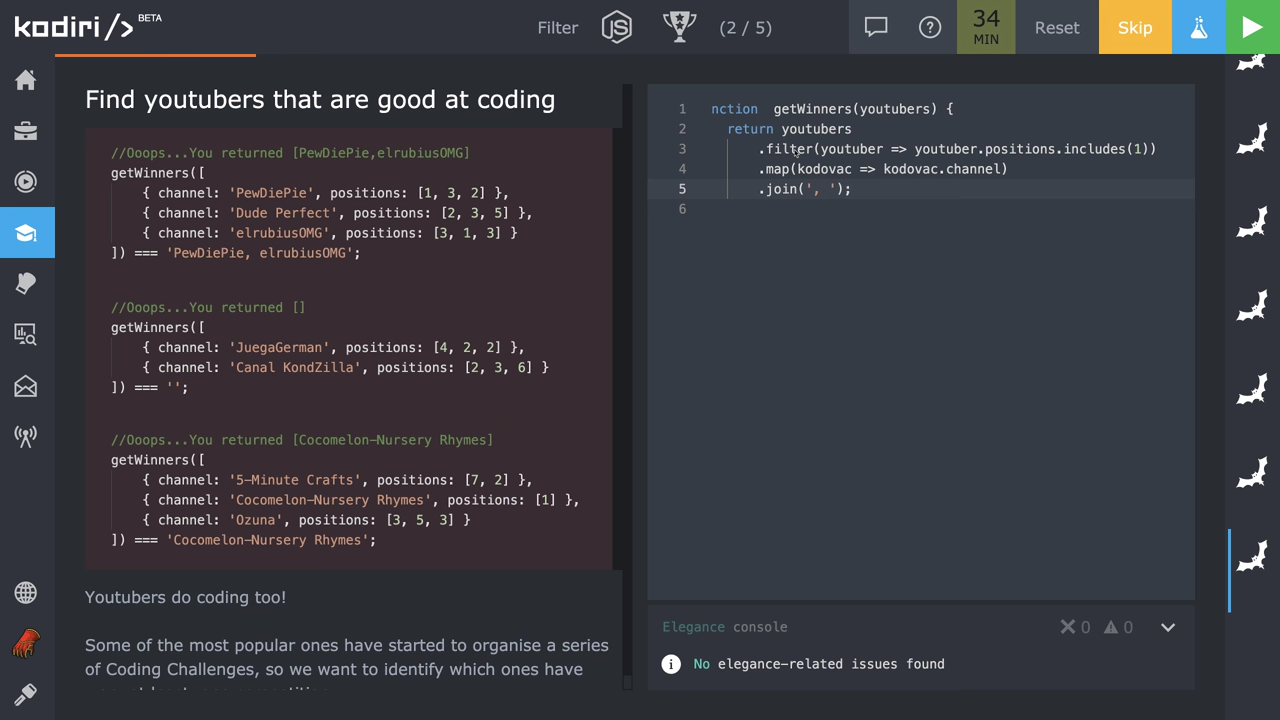 kodiri/> BETA
Filter
JS
(2 / 5)
34
MIN
Reset
Skip
Find youtubers that are good at coding
//Ooops...You returned [PewDiePie,elrubiusOMG]
getWinners([
{ channel: 'PewDiePie', positions: [1, 3, 2] },
{ channel: 'Dude Perfect', positions: [2, 3, 5] },
{ channel: 'elrubiusOMG', positions: [3, 1, 3] }
]) === 'PewDiePie, elrubiusOMG';
//Ooops...You returned []
getWinners([
{ channel: 'JuegaGerman', positions: [4, 2, 2] },
{ channel: 'Canal KondZilla', positions: [2, 3, 6] }
]) === '';
//Ooops...You returned [Cocomelon-Nursery Rhymes]
getWinners([
{ channel: '5-Minute Crafts', positions: [7, 2] },
{ channel: 'Cocomelon-Nursery Rhymes', positions: [1] },
{ channel: 'Ozuna', positions: [3, 5, 3] }
]) === 'Cocomelon-Nursery Rhymes';
Youtubers do coding too!
Some of the most popular ones have started to organise a series
of Coding Challenges, so we want to identify which ones have
1 nction  getWinners(youtubers) {
2 return youtubers
3 .filter(youtuber => youtuber.positions.includes(1))
4 .map(kodovac => kodovac.channel)
5 .join(', ');
6
Elegance console
0
0
No elegance-related issues found